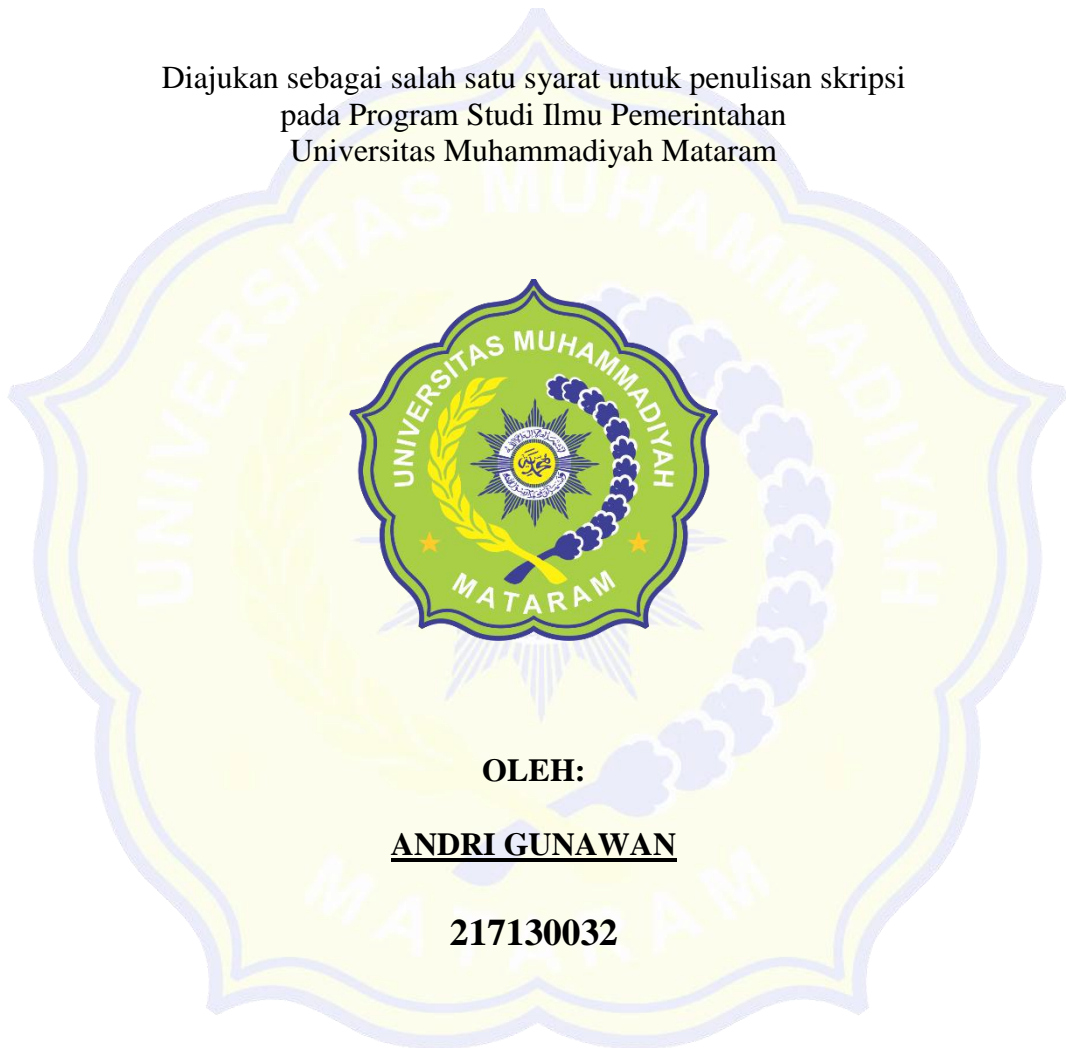 Diajukan sebagai salah satu syarat untuk penulisan skripsi
pada Program Studi Ilmu Pemerintahan
Universitas Muhammadiyah Mataram
UNIVERSITAS MUHAMMADIYAH
MATARAM
OLEH:
ANDRI GUNAWAN
217130032